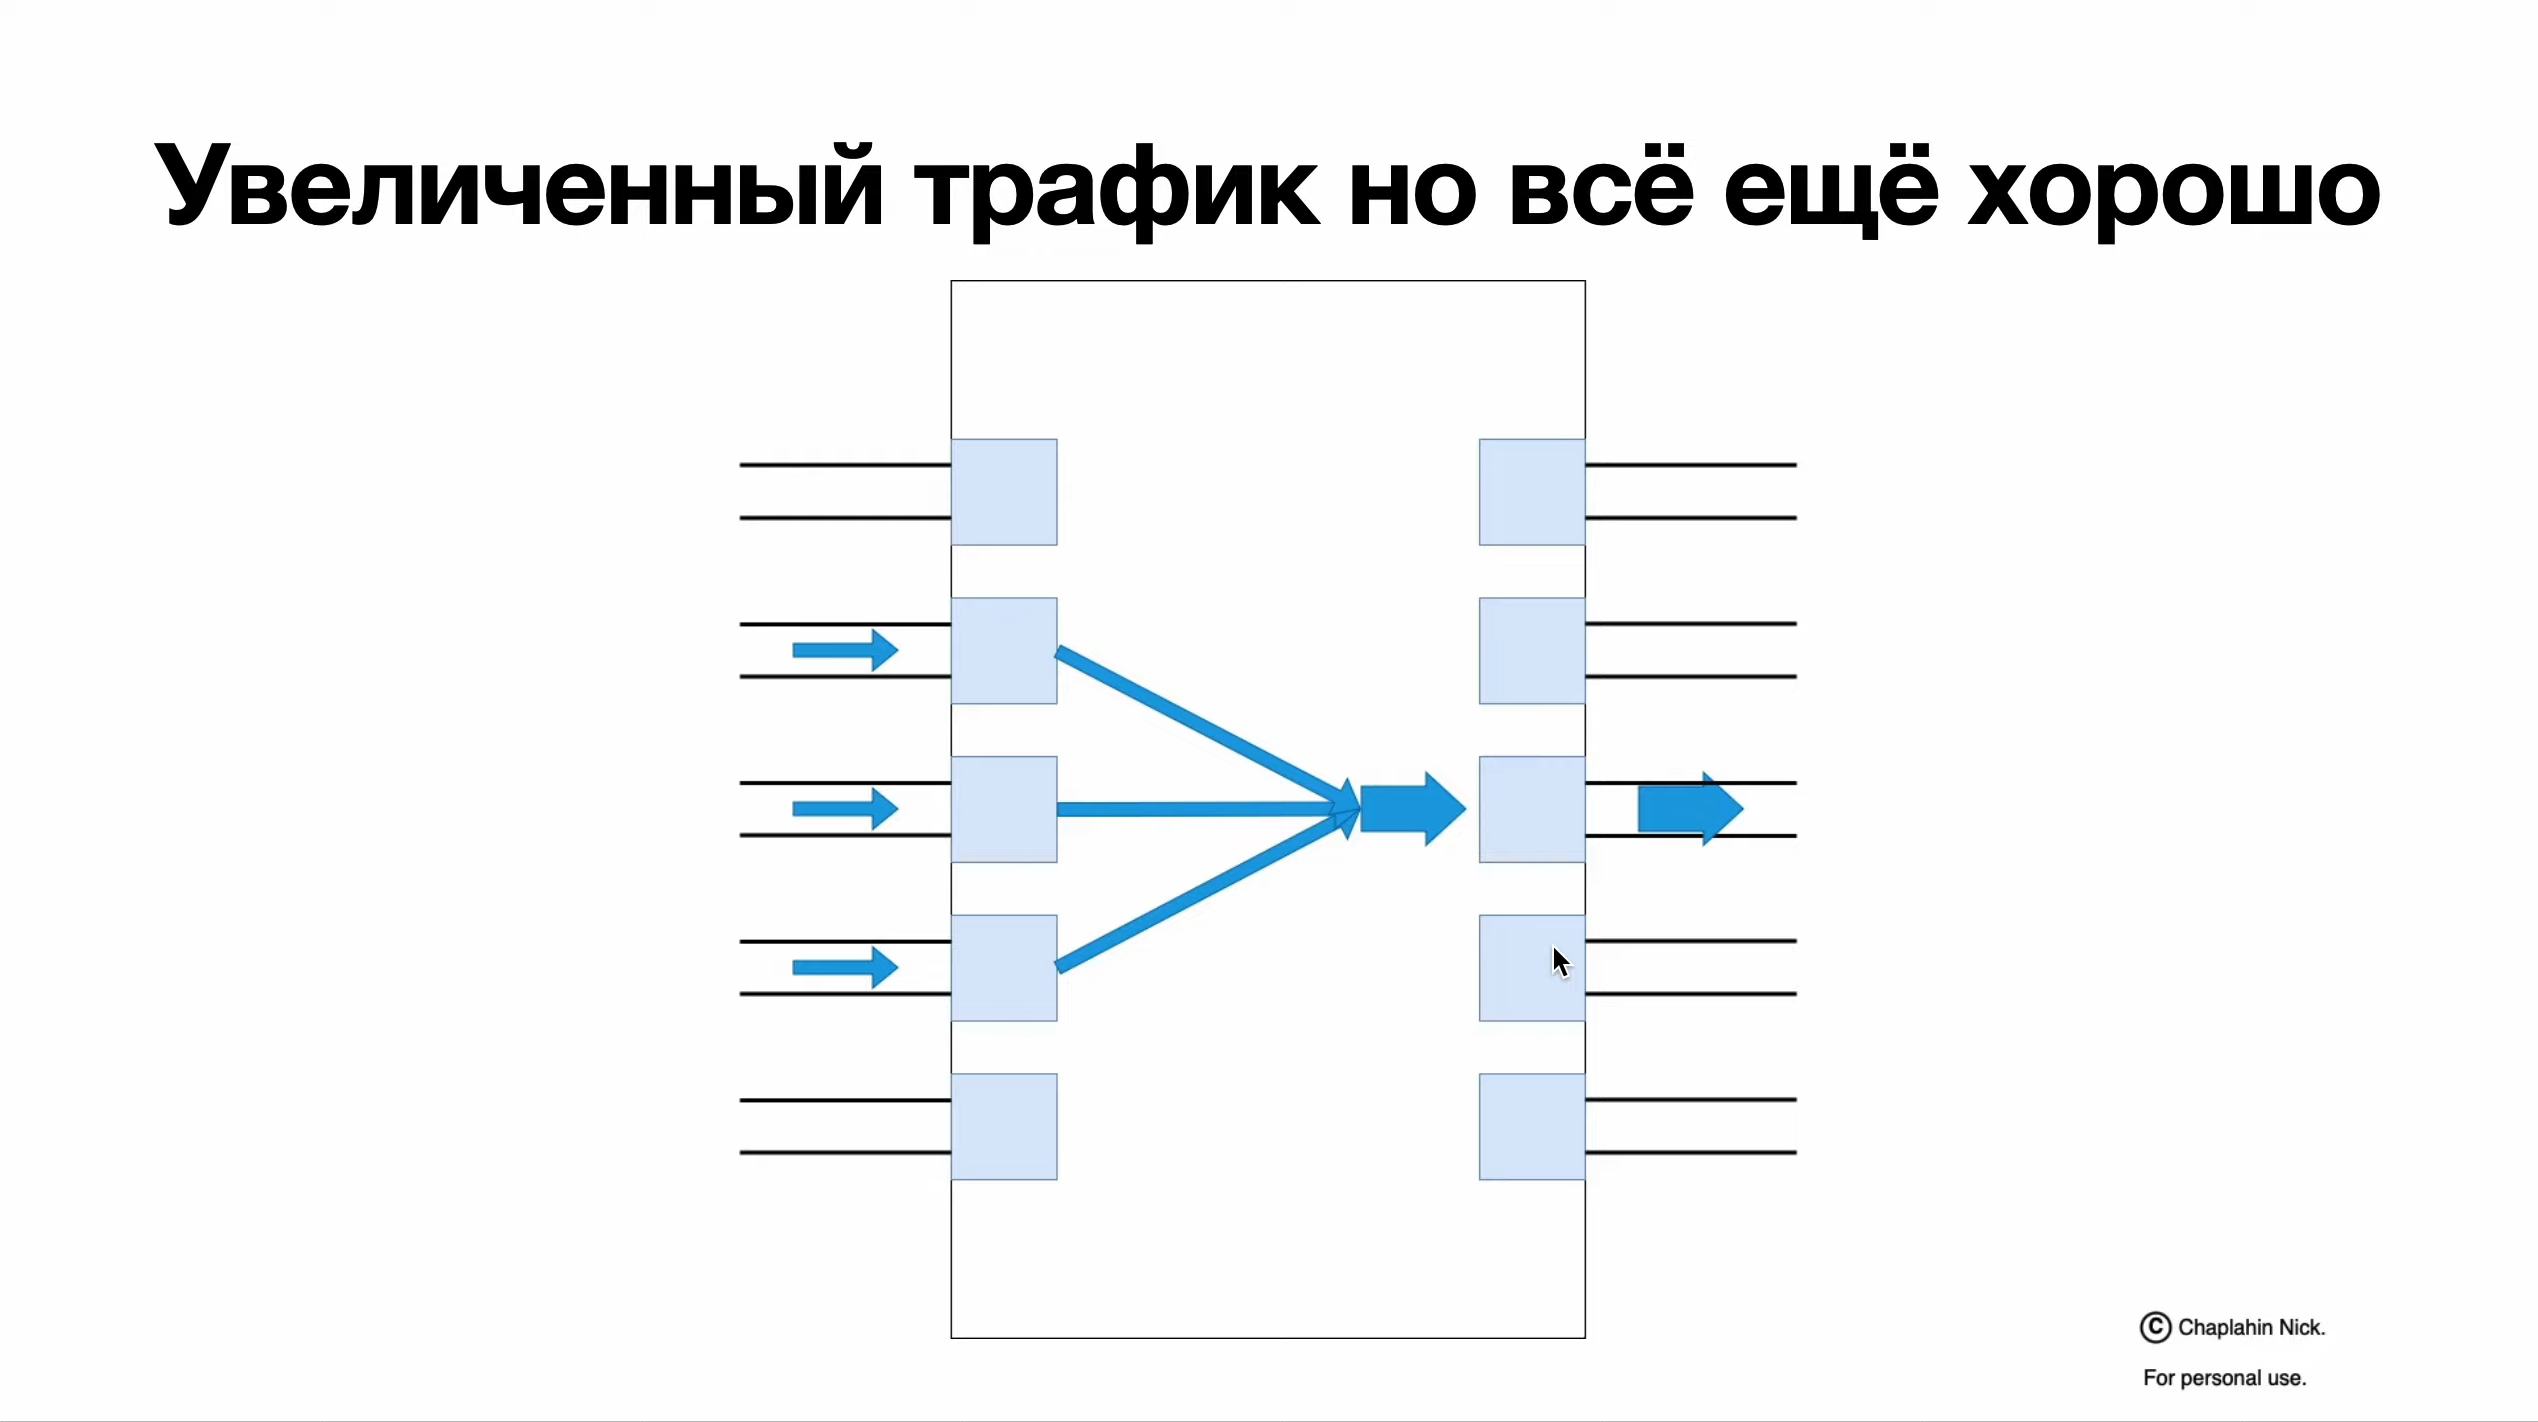 Увеличенный трафик но всё ещё хорошо
© Chaplahin Nick.
For personal use.